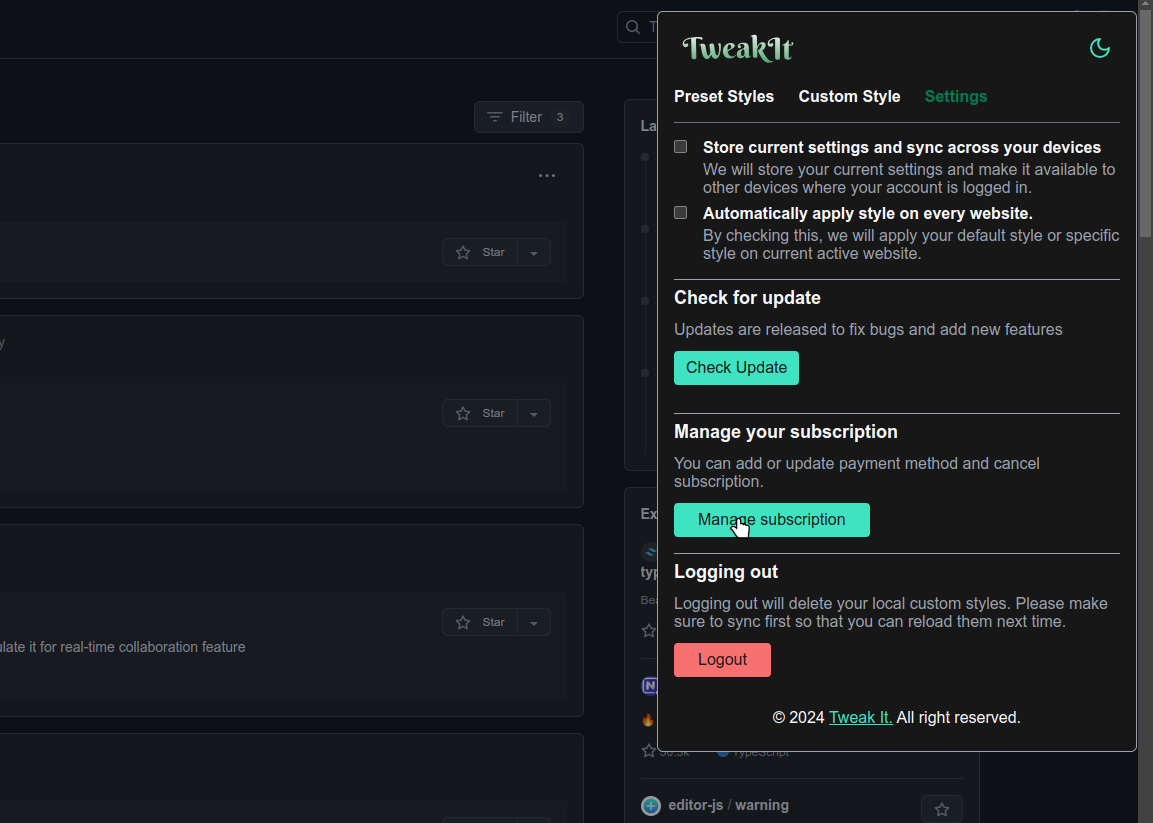 T
Filter 3
Star
y
Star
Star
ulate it for real-time collaboration feature
La
Ex
typ
Bea
TweakIt
Preset Styles Custom Style Settings
Store current settings and sync across your devices
We will store your current settings and make it available to
other devices where your account is logged in.
Automatically apply style on every website.
By checking this, we will apply your default style or specific
style on current active website.
Check for update
Updates are released to fix bugs and add new features
Check Update
Manage your subscription
You can add or update payment method and cancel
subscription.
Manage subscription
Logging out
Logging out will delete your local custom styles. Please make
sure to sync first so that you can reload them next time.
Logout
© 2024 Tweak It. All right reserved.
TypeScript
editor-js / warning